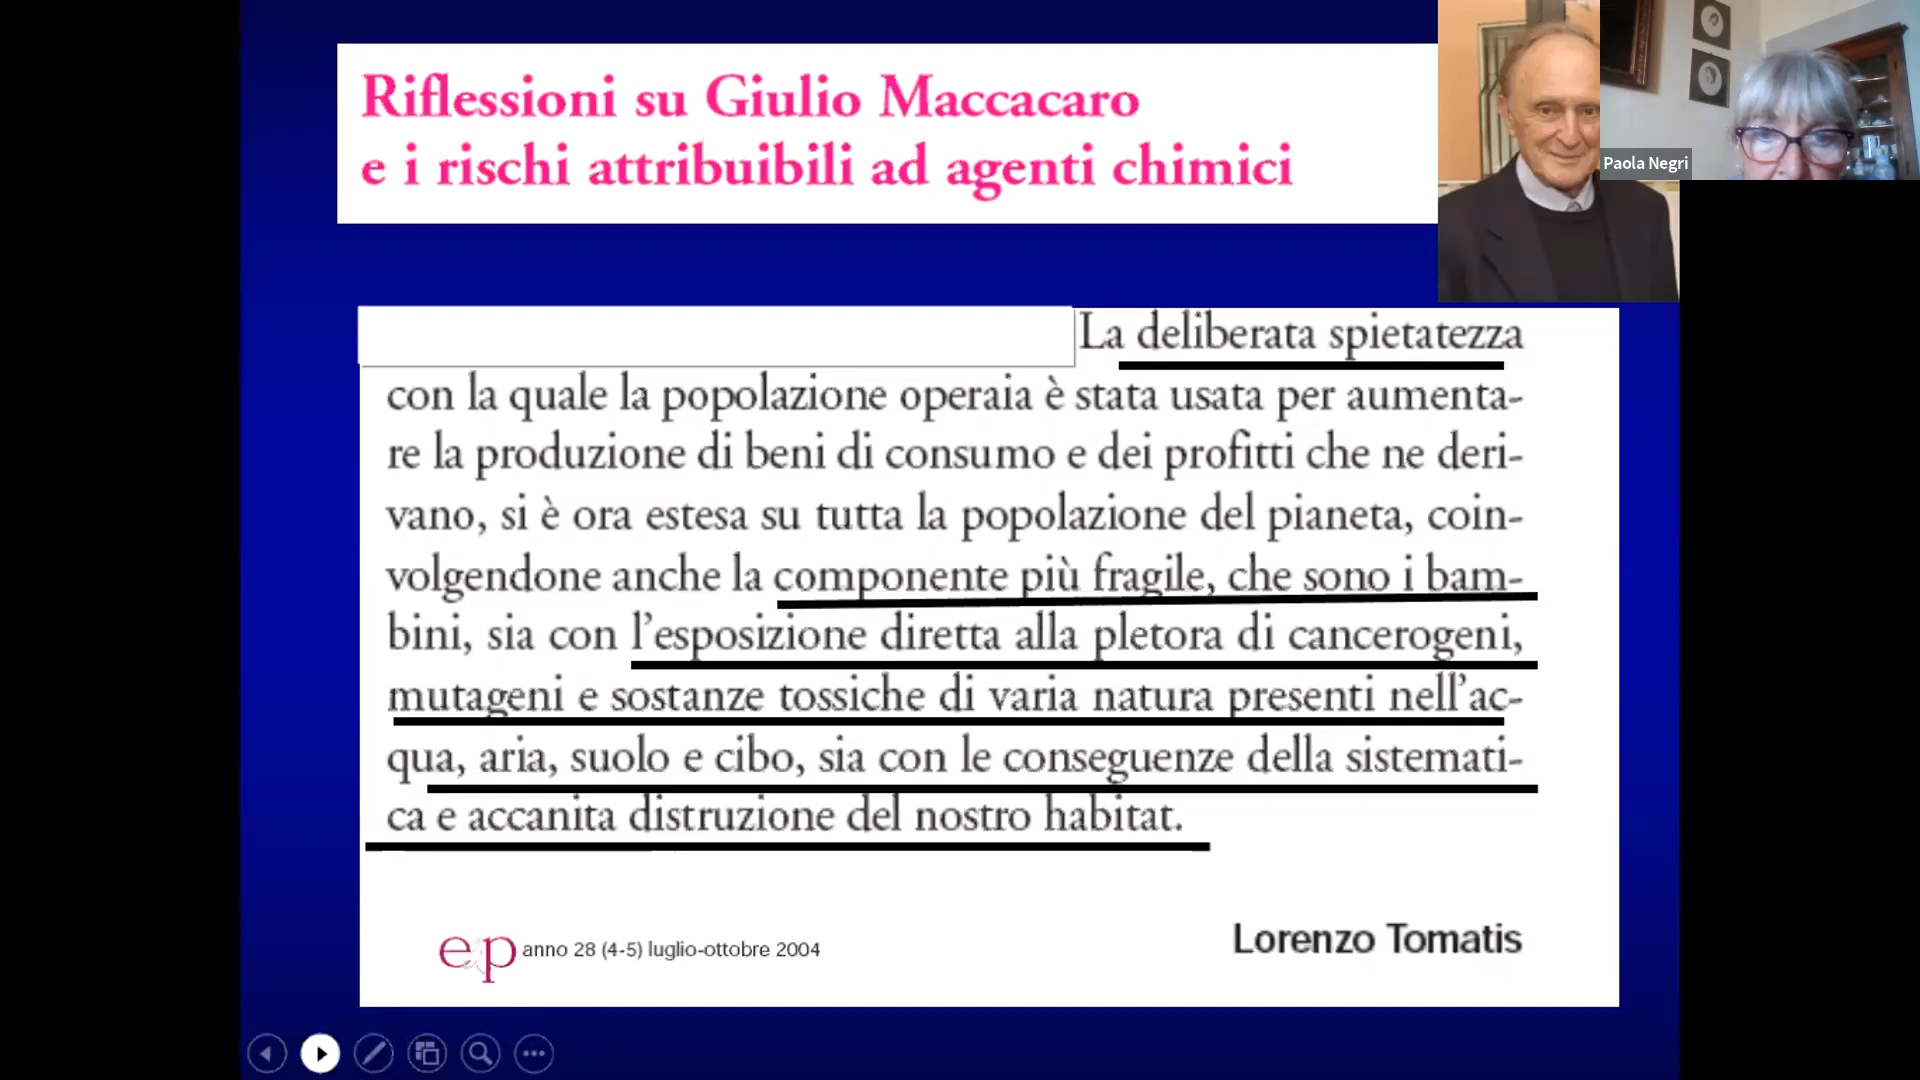 Riflessioni su Giulio Maccacaro
e i rischi attribuibili ad agenti chimici
Paola Negri
La deliberata spietatezza
con la quale la popolazione operaia è stata usata per aumenta-
re la produzione di beni di consumo e dei profitti che ne deri-
vano, si è ora estesa su tutta la popolazione del pianeta, coin-
volgendone anche la componente più fragile, che sono i bam-
bini, sia con l'esposizione diretta alla pletora di cancerogeni,
mutageni e sostanze tossiche di varia natura presenti nell'ac-
qua, aria, suolo e cibo, sia con le conseguenze della sistemati-
ca e accanita distruzione del nostro habitat.
e&p anno 28 (4-5) luglio-ottobre 2004
Lorenzo Tomatis